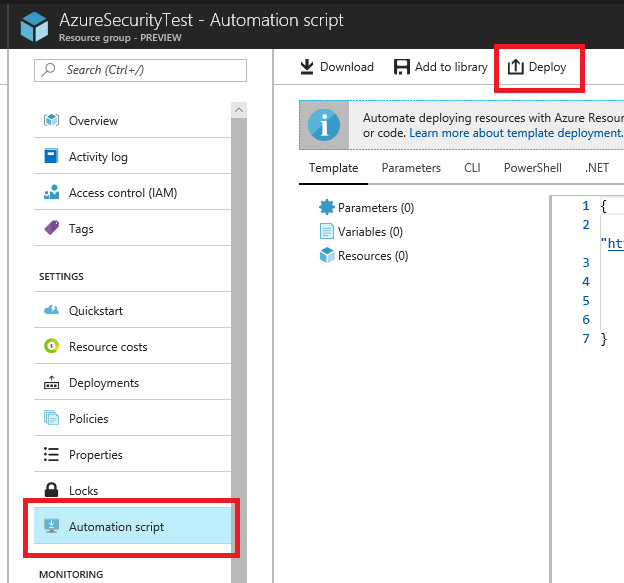 AzureSecurityTest - Automation script
Resource group - PREVIEW
Search (Ctrl+/)
Overview
Activity log
Access control (IAM)
Tags
SETTINGS
Quickstart
Resource costs
Deployments
Policies
Properties
Locks
Automation script
MONITORING
Download
Add to library
Deploy
Automate deploying resources with Azure Resour
or code. Learn more about template deployment.
Template
Parameters
CLI
PowerShell
.NET
Parameters (0)
Variables (0)
Resources (0)
1 {
2
"ht
3
4
5
6
7 }